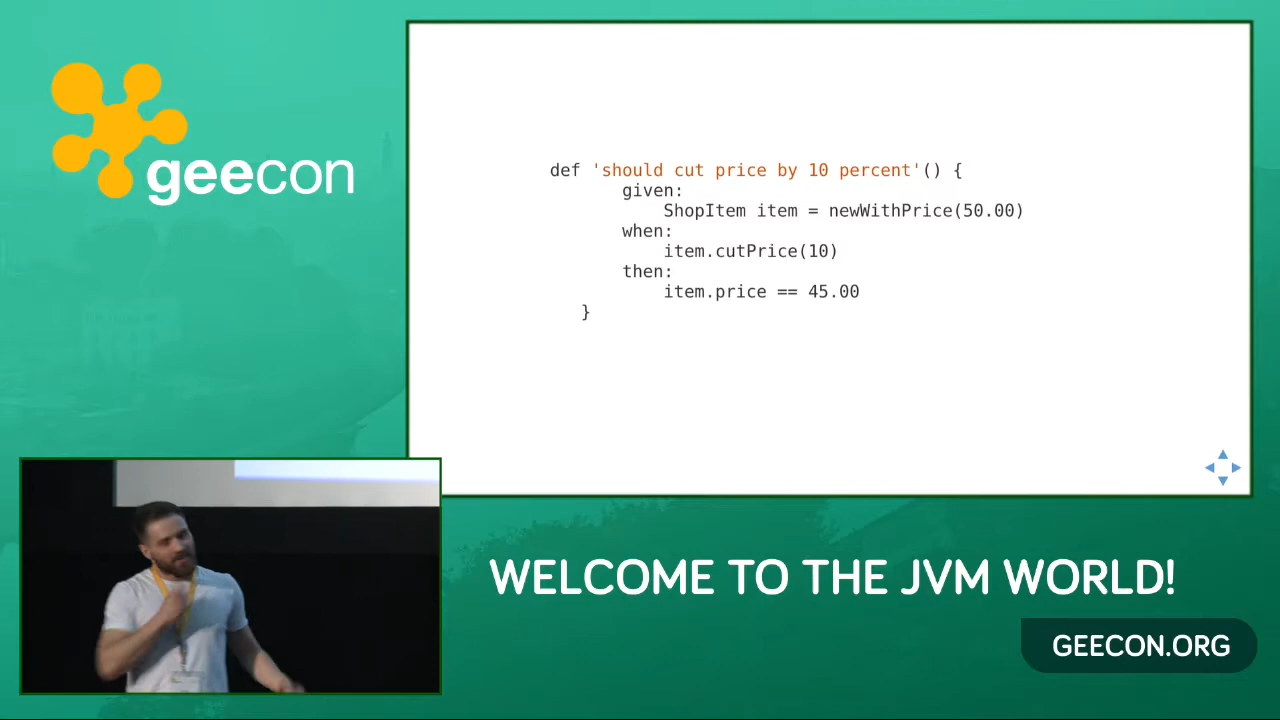 geecon
def 'should cut price by 10 percent'() {
given:
ShopItem item = newWithPrice(50.00)
when:
item.cutPrice(10)
then:
item.price == 45.00
}
WELCOME TO THE JVM WORLD!
GEECON.ORG